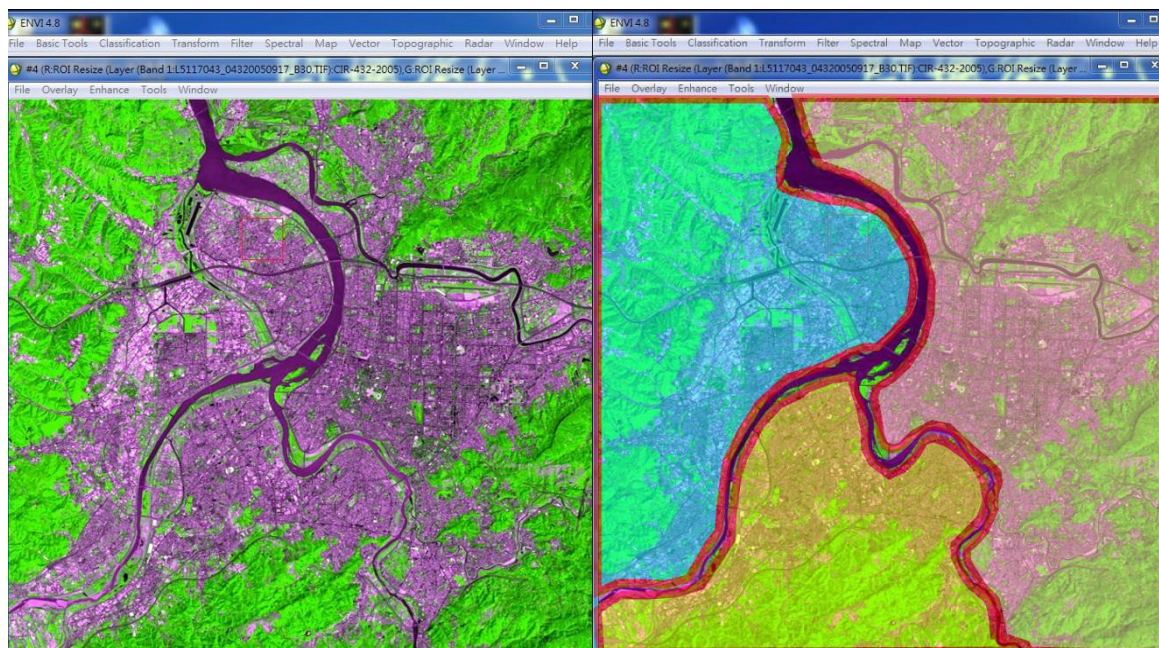 ENVI 4.8
File Basic Tools Classification Transform Filter Spectral Map Vector Topographic Radar Window Help
#4 (R:ROI Resize (Layer (Band 1:L5117043_04320050917_B30.TIF):CIR-432-2005),G:ROI Resize (Layer ...
File Overlay Enhance Tools Window
ENVI 4.8
File Basic Tools Classification Transform Filter Spectral Map Vector Topographic Radar Window Help
#4 (R:ROI Resize (Layer (Band 1:L5117043_04320050917_B30.TIF):CIR-432-2005),G:ROI Resize (Layer ...
File Overlay Enhance Tools Window